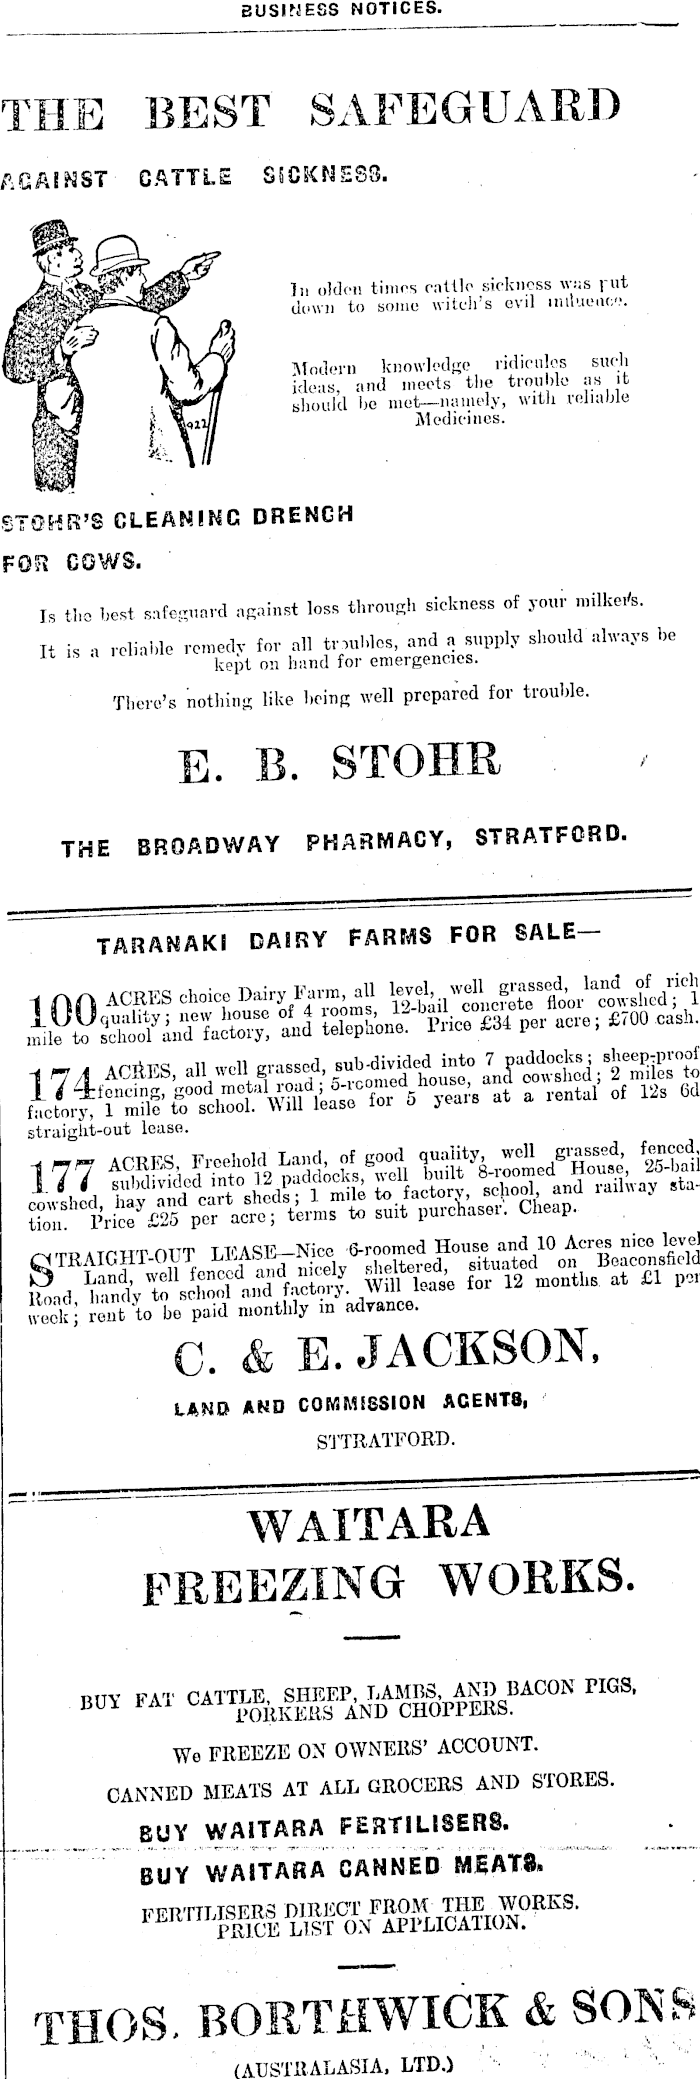 BUSINESS NOTICES.
THE BEST SAFEGUARD
AGAINST CATTLE SICKNESS.
In olden times cattle sickness was put
down to some witch's evil influence.
Modern knowledge ridicules such
ideas, and meets the trouble as it
should be met—namely, with reliable
Medicines.
922
STOHR'S CLEANING DRENCH
FOR COWS.
Is the best safeguard against loss through sickness of your milkers.
It is a reliable remedy for all troubles, and a supply should always be
kept on hand for emergencies.
There's nothing like being well prepared for trouble.
E. B. STOHR
THE BROADWAY PHARMACY, STRATFORD.
TARANAKI DAIRY FARMS FOR SALE—
100 ACRES choice Dairy Farm, all level, well grassed, land of rich
quality; new house of 4 rooms, 12-bail concrete floor cowshed; 1
mile to school and factory, and telephone. Price £34 per acre; £700 cash.
174 ACRES, all well grassed, sub-divided into 7 paddocks; sheep-proof
fencing, good metal road; 5-roomed house, and cowshed; 2 miles to
factory, 1 mile to school. Will lease for 5 years at a rental of 12s 6d
straight-out lease.
177 ACRES, Freehold Land, of good quality, well grassed, fenced,
subdivided into 12 paddocks, well built 8-roomed House, 25-bail
cowshed, hay and cart sheds; 1 mile to factory, school, and railway sta-
tion. Price £25 per acre; terms to suit purchaser. Cheap.
STRAIGHT-OUT LEASE—Nice 6-roomed House and 10 Acres nice level
Land, well fenced and nicely sheltered, situated on Beaconsfield
Road, handy to school and factory. Will lease for 12 months at £1 per
week; rent to be paid monthly in advance.
C. & E. JACKSON,
LAND AND COMMISSION AGENTS,
STTRATFORD.
WAITARA
FREEZING WORKS.
BUY FAT CATTLE, SHEEP, LAMBS, AND BACON PIGS,
PORKERS AND CHOPPERS.
We FREEZE ON OWNERS' ACCOUNT.
CANNED MEATS AT ALL GROCERS AND STORES.
BUY WAITARA FERTILISERS.
BUY WAITARA CANNED MEATS.
FERTILISERS DIRECT FROM THE WORKS.
PRICE LIST ON APPLICATION.
THOS. BORTHWICK & SONS
(AUSTRALASIA, LTD.)